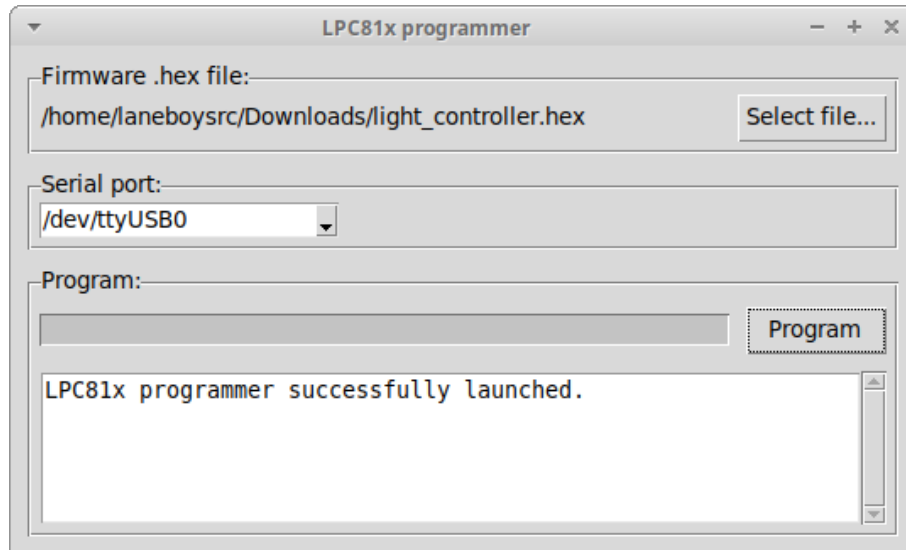 LPC81x programmer
Firmware .hex file:
/home/laneboysrc/Downloads/light_controller.hex Select file...
Serial port:
/dev/ttyUSB0
Program:
Program
LPC81x programmer successfully launched.